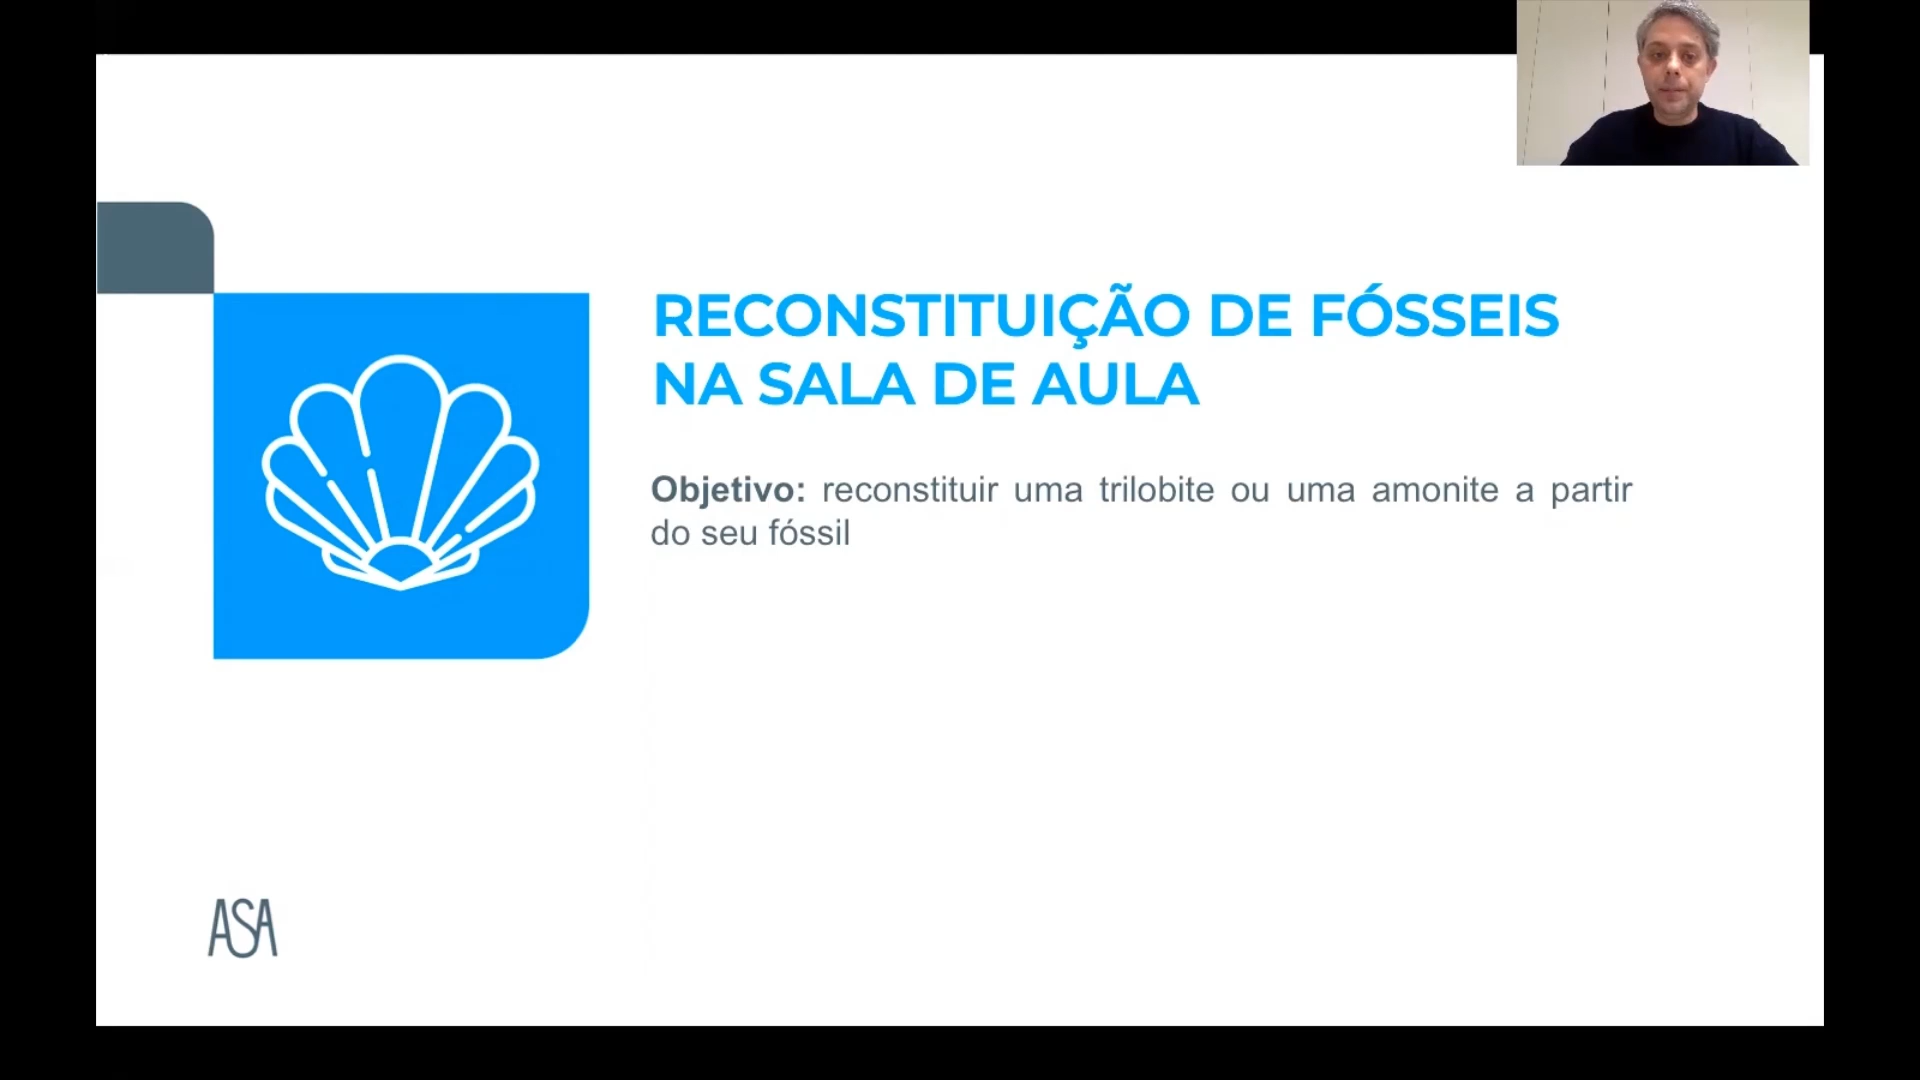 RECONSTITUIÇÃO DE FÓSSEIS
NA SALA DE AULA
Objetivo: reconstituir uma trilobite ou uma amonite a partir
do seu fóssil
ASA